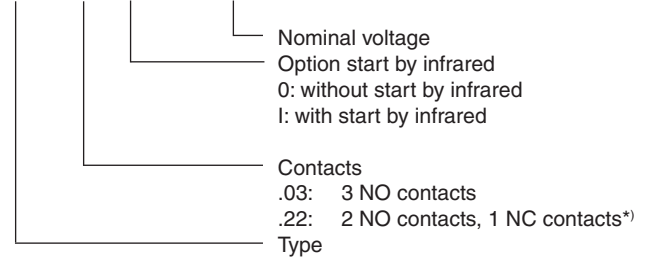 Nominal voltage
Option start by infrared
0: without start by infrared
I: with start by infrared
Contacts
.03: 3 NO contacts
.22: 2 NO contacts, 1 NC contacts*)
Type